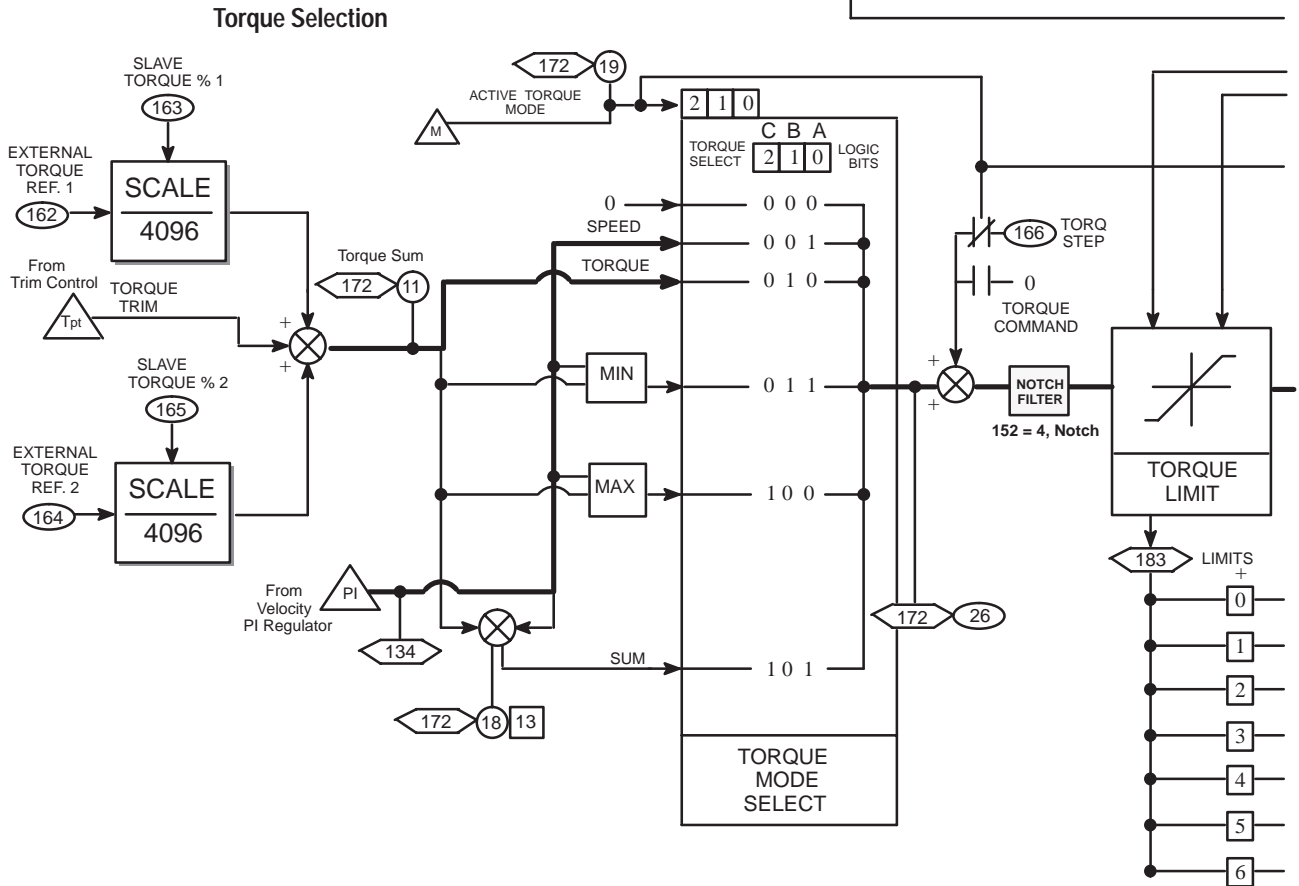 Torque Selection
SLAVE
TORQUE % 1
163
EXTERNAL
TORQUE
REF. 1
162
SCALE
4096
From
Trim Control
TORQUE
TRIM
Tpt
+
+
SLAVE
TORQUE % 2
165
EXTERNAL
TORQUE
REF. 2
164
SCALE
4096
Torque Sum
172 11
172 19
ACTIVE TORQUE
MODE
M
2 1 0
C B A
TORQUE
SELECT
2 1 0
LOGIC
BITS
0
0 0 0
SPEED
0 0 1
TORQUE
0 1 0
MIN
0 1 1
MAX
1 0 0
From
Velocity
PI Regulator
PI
134
SUM
1 0 1
172 18 13
TORQUE
MODE
SELECT
172 26
166
TORQ
STEP
0
TORQUE
COMMAND
+
+
NOTCH
FILTER
152 = 4, Notch
TORQUE
LIMIT
183
LIMITS
+
0
1
2
3
4
5
6